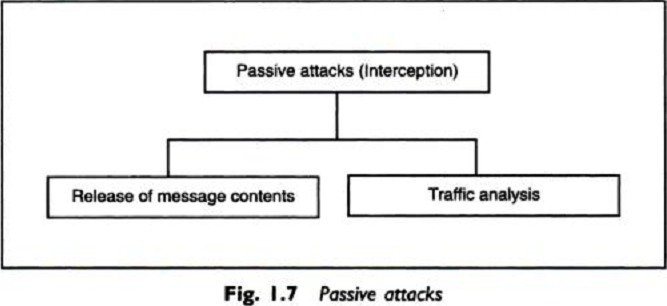 Passive attacks (Interception)
Release of message contents
Traffic analysis
Fig. 1.7 Passive attacks